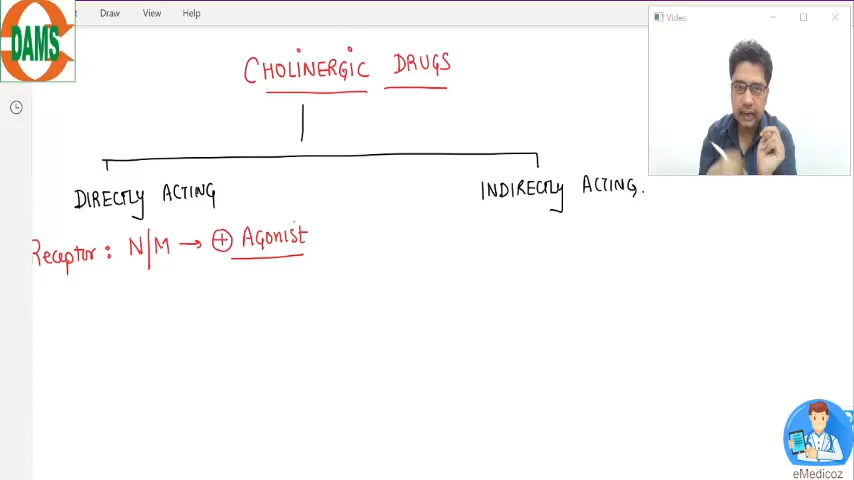 DAMS
Draw View Help
Video
CHOLINERGIC DRUGS
DIRECTLY ACTING
INDIRECTLY ACTING.
Receptor: N/M → ⊕ Agonist
eMedicoz